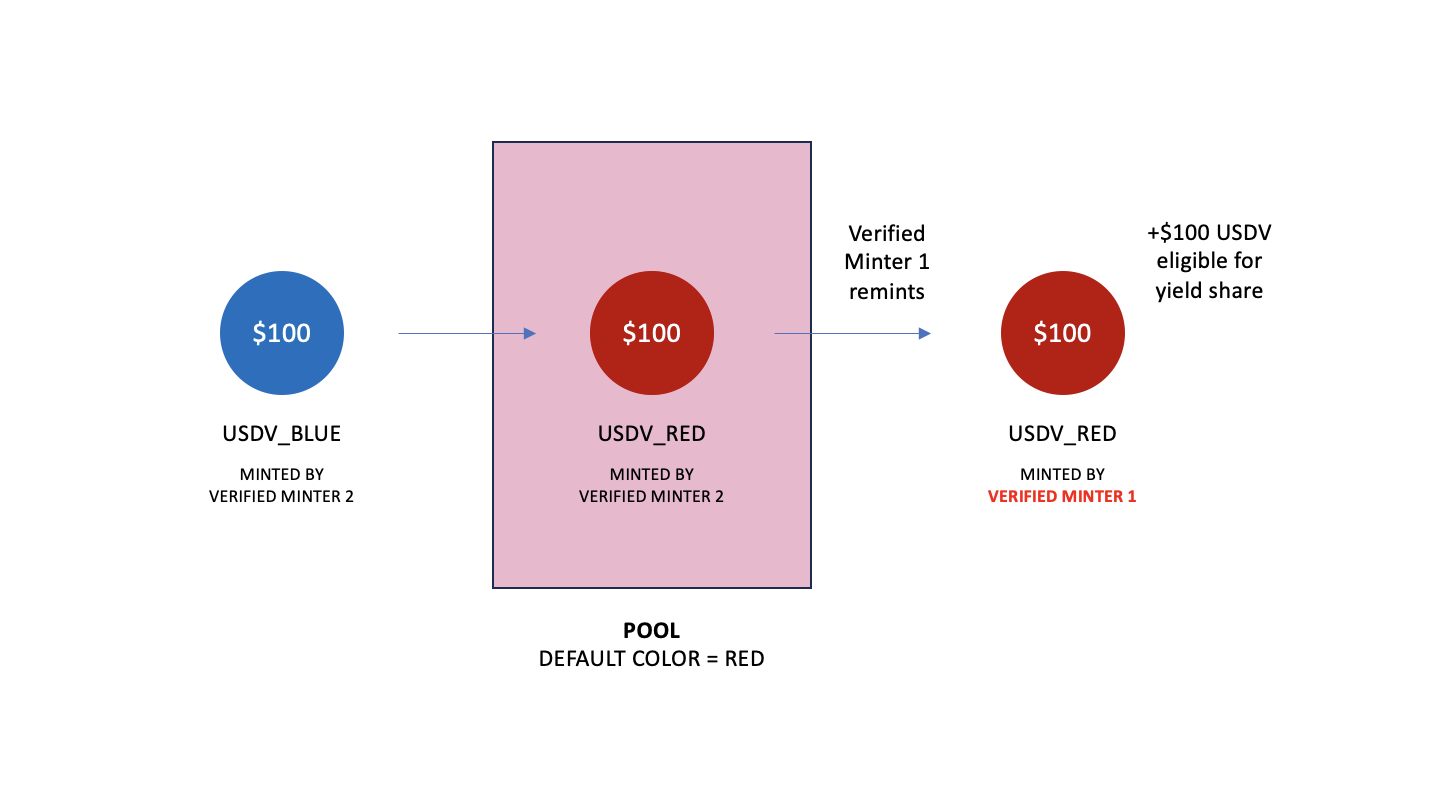 $100
USDV_BLUE
MINTED BY
VERIFIED MINTER 2
$100
USDV_RED
MINTED BY
VERIFIED MINTER 2
POOL
DEFAULT COLOR = RED
Verified
Minter 1
remints
$100
USDV_RED
MINTED BY
VERIFIED MINTER 1
+$100 USDV
eligible for
yield share